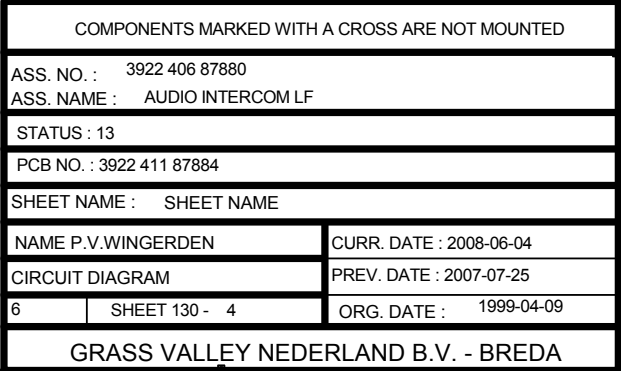 COMPONENTS MARKED WITH A CROSS ARE NOT MOUNTED
ASS. NO. : 3922 406 87880
ASS. NAME : AUDIO INTERCOM LF
STATUS : 13
PCB NO. : 3922 411 87884
SHEET NAME : SHEET NAME
NAME P.V.WINGERDEN
CURR. DATE : 2008-06-04
CIRCUIT DIAGRAM
PREV. DATE : 2007-07-25
6 SHEET 130 - 4
ORG. DATE : 1999-04-09
GRASS VALLEY NEDERLAND B.V. - BREDA